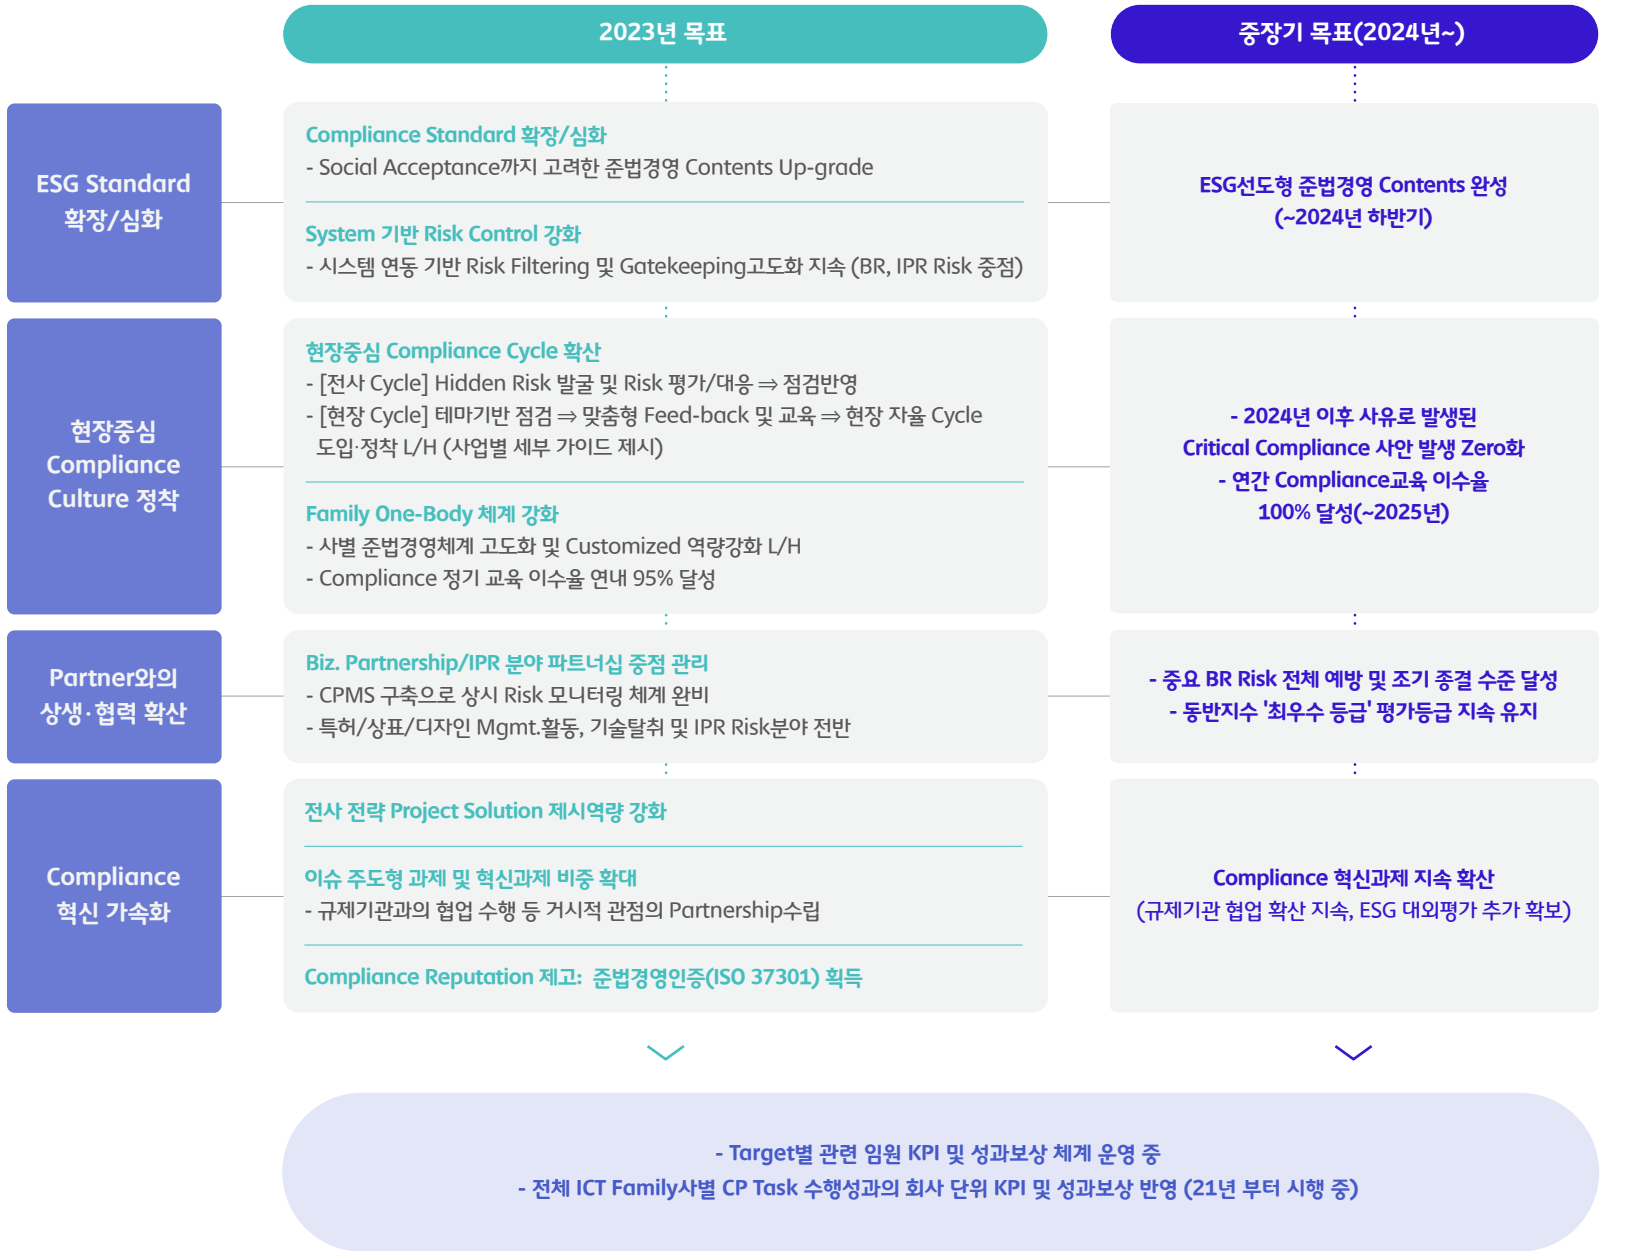 2023년 목표
중장기 목표(2024년~)
ESG Standard
확장/심화
Compliance Standard 확장/심화
- Social Acceptance까지 고려한 준법경영 Contents Up-grade
System 기반 Risk Control 강화
- 시스템 연동 기반 Risk Filtering 및 Gatekeeping고도화 지속 (BR, IPR Risk 중점)
ESG선도형 준법경영 Contents 완성
(~2024년 하반기)
현장중심
Compliance
Culture 정착
현장중심 Compliance Cycle 확산
- [전사 Cycle] Hidden Risk 발굴 및 Risk 평가/대응 ⇒ 점검반영
- [현장 Cycle] 테마기반 점검 ⇒ 맞춤형 Feed-back 및 교육 ⇒ 현장 자율 Cycle
도입·정착 L/H (사업별 세부 가이드 제시)
Family One-Body 체계 강화
- 사별 준법경영체계 고도화 및 Customized 역량강화 L/H
- Compliance 정기 교육 이수율 연내 95% 달성
- 2024년 이후 사유로 발생된
Critical Compliance 사안 발생 Zero화
- 연간 Compliance교육 이수율
100% 달성(~2025년)
Partner와의
상생·협력 확산
Biz. Partnership/IPR 분야 파트너십 중점 관리
- CPMS 구축으로 상시 Risk 모니터링 체계 완비
- 특허/상표/디자인 Mgmt.활동, 기술탈취 및 IPR Risk분야 전반
- 중요 BR Risk 전체 예방 및 조기 종결 수준 달성
- 동반지수 '최우수 등급' 평가등급 지속 유지
Compliance
혁신 가속화
전사 전략 Project Solution 제시역량 강화
이슈 주도형 과제 및 혁신과제 비중 확대
- 규제기관과의 협업 수행 등 거시적 관점의 Partnership수립
Compliance Reputation 제고: 준법경영인증(ISO 37301) 획득
Compliance 혁신과제 지속 확산
(규제기관 협업 확산 지속, ESG 대외평가 추가 확보)
- Target별 관련 임원 KPI 및 성과보상 체계 운영 중
- 전체 ICT Family사별 CP Task 수행성과의 회사 단위 KPI 및 성과보상 반영 (21년 부터 시행 중)